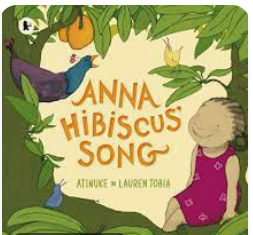 ANNA
HiBiSCUS'
SONG
ATINUKE & LAUREN TOBIA